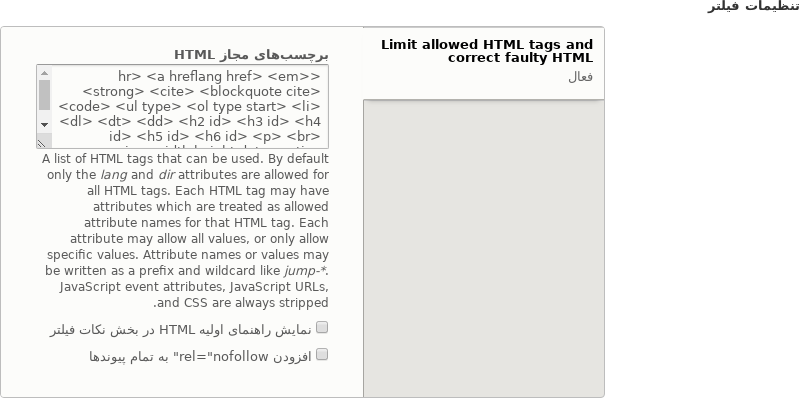 تنظیمات فیلتر
Limit allowed HTML tags and
correct faulty HTML
فعال
برچسب‌های مجاز HTML
hr> <a hreflang href> <em><
<strong> <cite> <blockquote cite>
<code> <ul type> <ol type start> <li>
<dl> <dt> <dd> <h2 id> <h3 id> <h4
id> <h5 id> <h6 id> <p> <br>
A list of HTML tags that can be used. By default
only the lang and dir attributes are allowed for
all HTML tags. Each HTML tag may have
attributes which are treated as allowed
attribute names for that HTML tag. Each
attribute may allow all values, or only allow
specific values. Attribute names or values may
be written as a prefix and wildcard like jump-*.
JavaScript event attributes, JavaScript URLs,
.and CSS are always stripped
نمایش راهنمای اولیه HTML در بخش نکات فیلتر
افزودن rel="nofollow" به تمام پیوندها